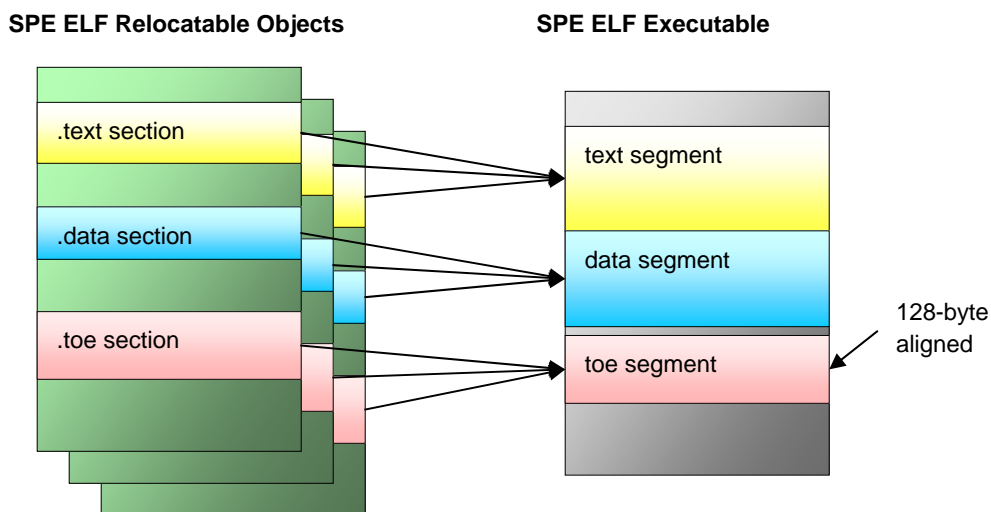 SPE ELF Relocatable Objects
SPE ELF Executable
.text section
.data section
.toe section
text segment
data segment
toe segment
128-byte
aligned